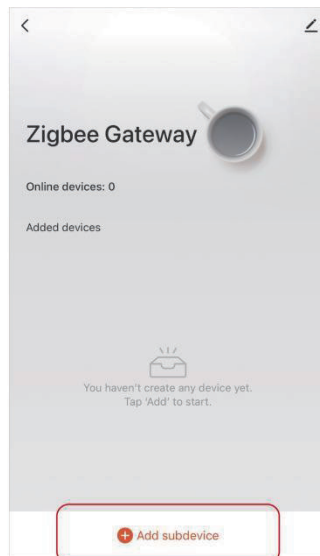 Zigbee Gateway
Online devices: 0
Added devices
You haven't create any device yet.
Tap 'Add' to start.
Add subdevice